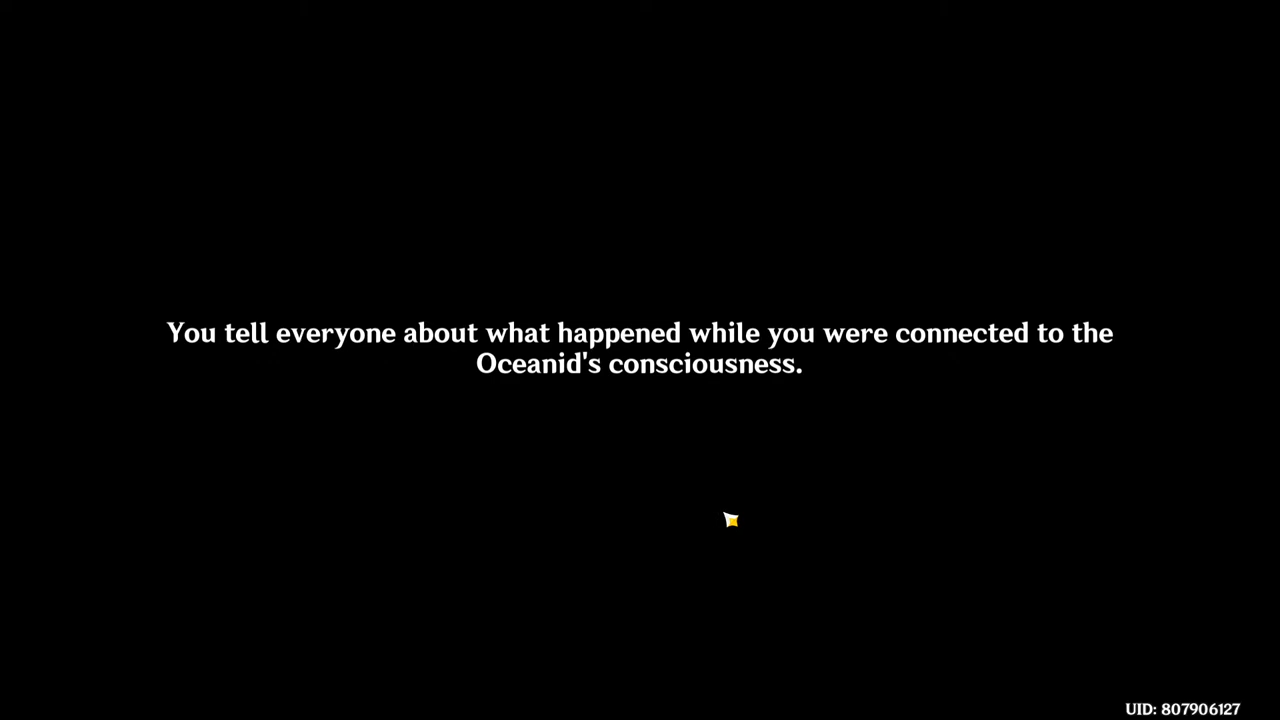 You tell everyone about what happened while you were connected to the
Oceanid's consciousness.
UID: 807906127